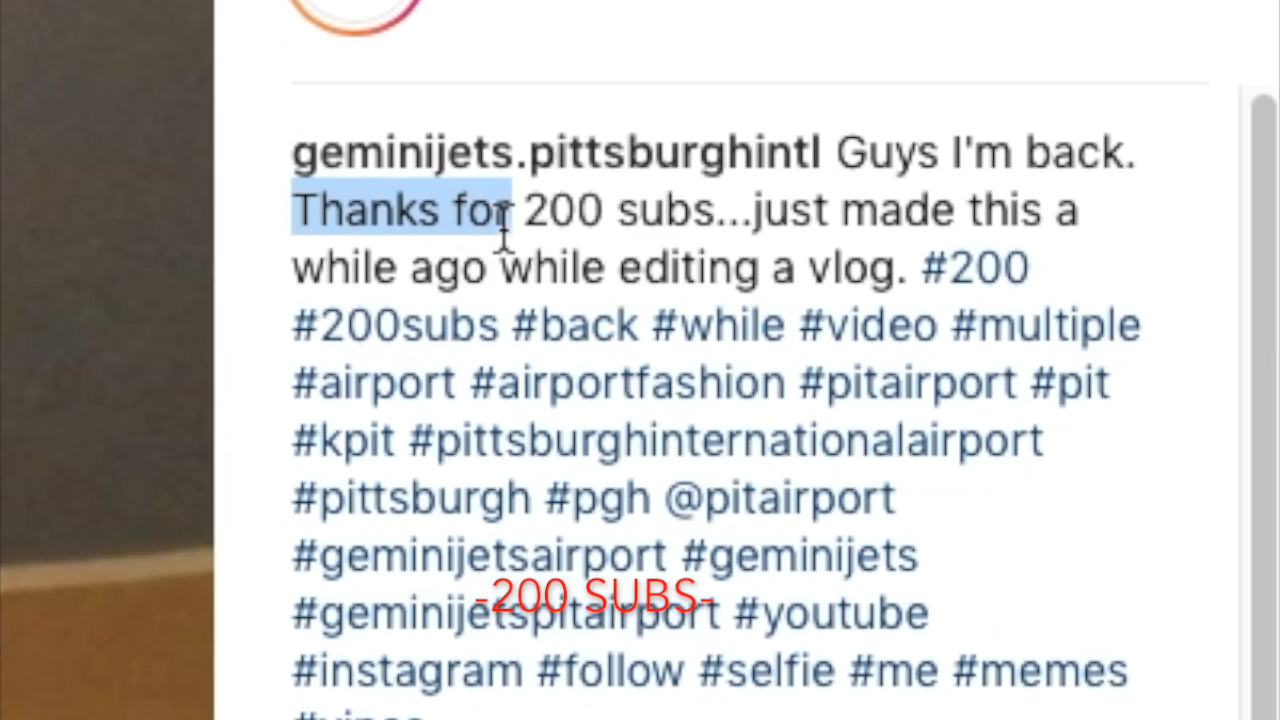 geminijets.pittsburghintl Guys I'm back.
Thanks for 200 subs...just made this a
while ago while editing a vlog. #200
#200subs #back #while #video #multiple
#airport #airportfashion #pitairport #pit
#kpit #pittsburghinternationalairport
#pittsburgh #pgh @pitairport
#geminijetsairport #geminijets
-200 SUBS-
#geminijetspitairport #youtube
#instagram #follow #selfie #me #memes